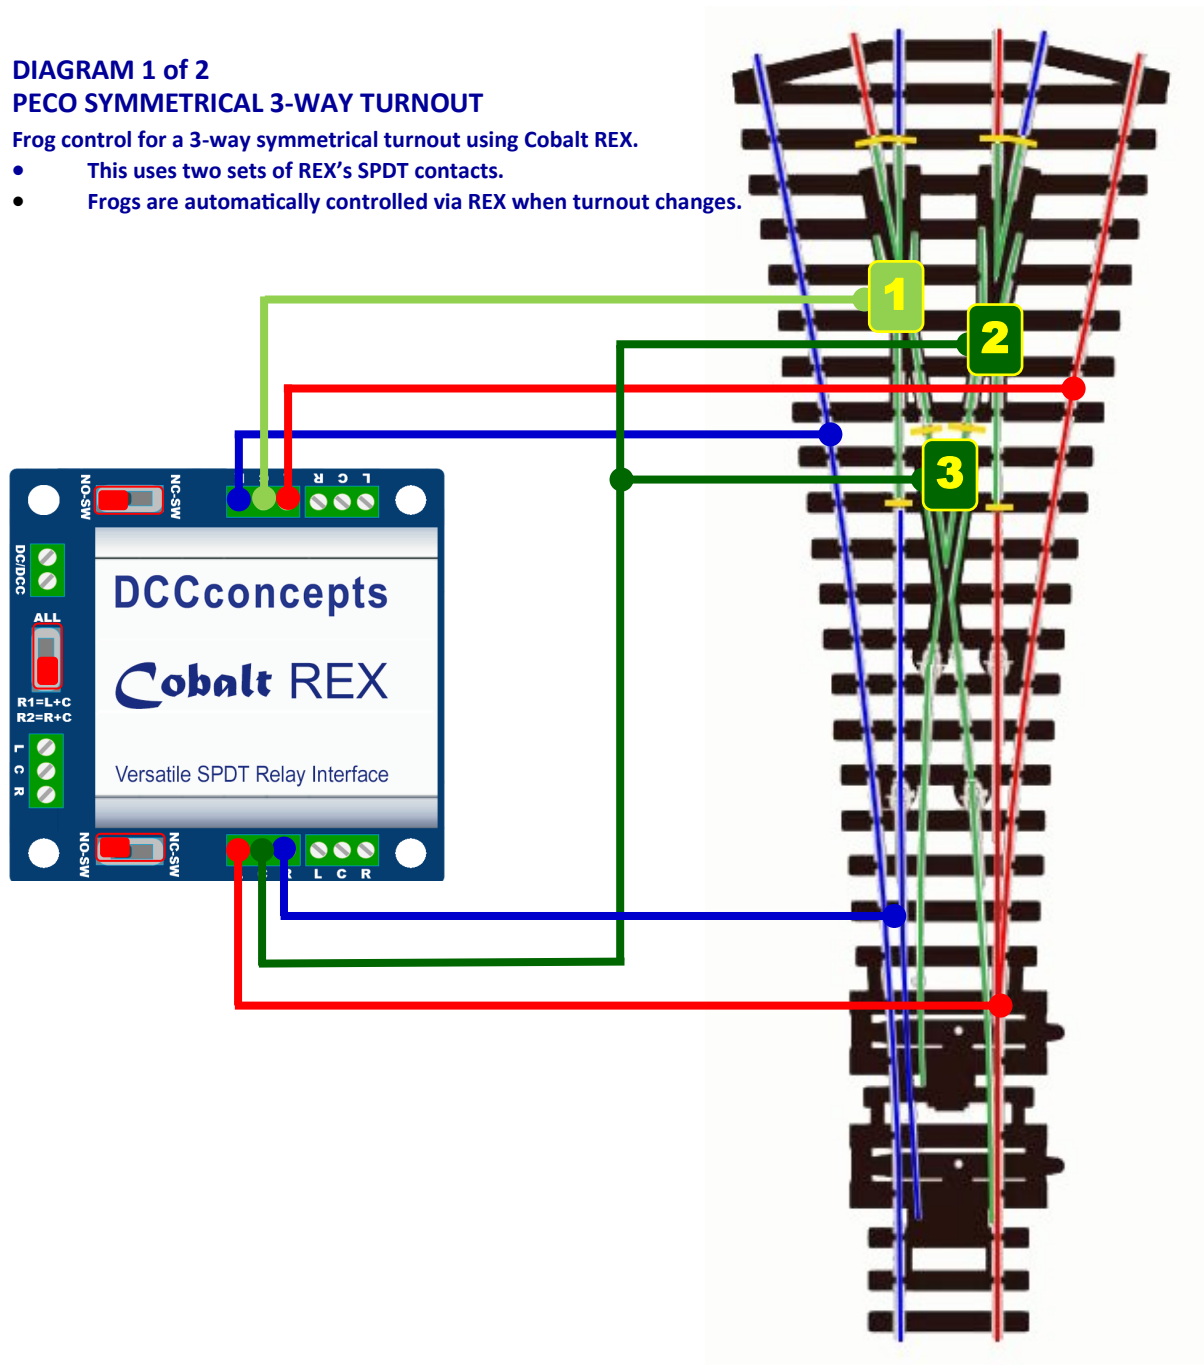 DIAGRAM 1 of 2
PECO SYMMETRICAL 3-WAY TURNOUT
Frog control for a 3-way symmetrical turnout using Cobalt REX.
• This uses two sets of REX’s SPDT contacts.
• Frogs are automatically controlled via REX when turnout changes.
1
2
3
NO-SW
NC-SW
R C L
DC/DCC
ALL
R1=L+C
R2=R+C
L
C
R
DCCconcepts
Cobalt REX
Versatile SPDT Relay Interface
NO-SW
NC-SW
L C R